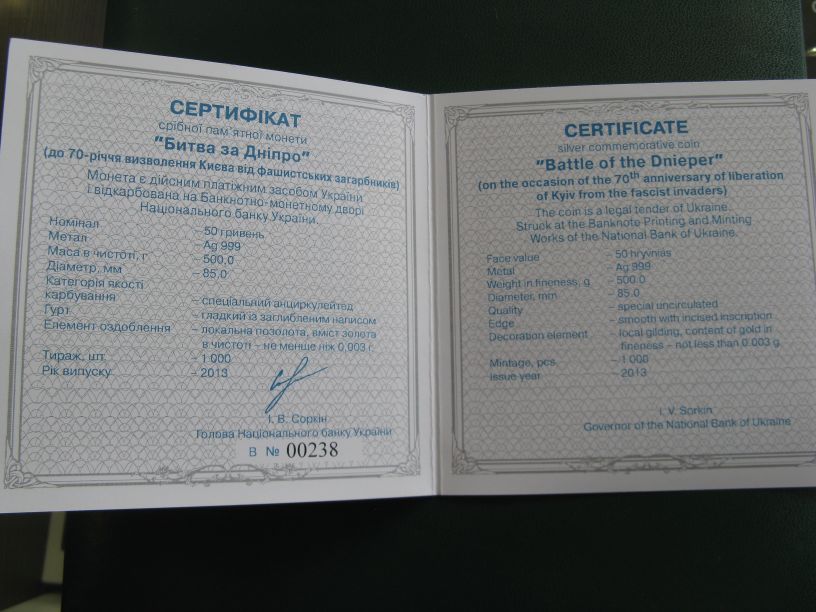 СЕРТИФІКАТ
срібної пам'ятної монети
"Битва за Дніпро"
(до 70-річчя визволення Києва від фашистських загарбників)
Монета є дійсним платіжним засобом України
і відкарбована на Банкнотно-монетному дворі
Національного банку України.
Номінал – 50 гривень
Метал – Ag 999
Маса в чистоті, г – 500,0
Діаметр, мм – 85,0
Категорія якості
карбування – спеціальний анциркулейтед
Гурт – гладкий із заглибленим написом
Елемент оздоблення – локальна позолота, вміст золота
в чистоті – не менше ніж 0,003 г.
Тираж, шт. – 1 000
Рік випуску – 2013
І. В. Соркін
Голова Національного банку України
В № 00238
CERTIFICATE
silver commemorative coin
"Battle of the Dnieper"
(on the occasion of the 70th anniversary of liberation
of Kyiv from the fascist invaders)
The coin is a legal tender of Ukraine.
Struck at the Banknote Printing and Minting
Works of the National Bank of Ukraine.
Face value – 50 hryvnias
Metal – Ag 999
Weight in fineness, g – 500.0
Diameter, mm – 85.0
Quality – special uncirculated
Edge – smooth with incised inscription
Decoration element – local gilding, content of gold in
fineness – not less than 0.003 g.
Mintage, pcs. – 1 000
Issue year – 2013
I. V. Sorkin
Governor of the National Bank of Ukraine